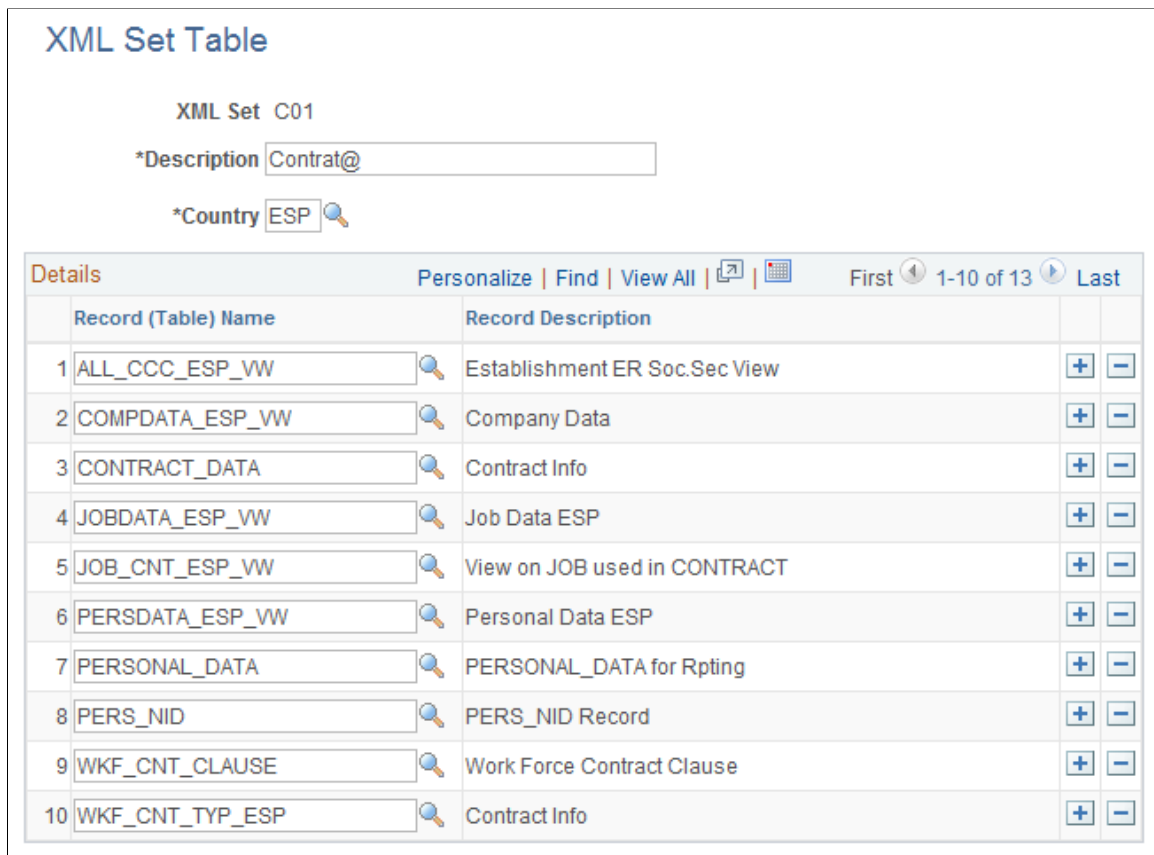 XML Set Table
XML Set C01
*Description Contrat@
*Country ESP
Details Personalize | Find | View All | | First 1-10 of 13 Last
Record (Table) Name Record Description
1 ALL_CCC_ESP_VW Establishment ER Soc.Sec View
2 COMPDATA_ESP_VW Company Data
3 CONTRACT_DATA Contract Info
4 JOBDATA_ESP_VW Job Data ESP
5 JOB_CNT_ESP_VW View on JOB used in CONTRACT
6 PERSDATA_ESP_VW Personal Data ESP
7 PERSONAL_DATA PERSONAL_DATA for Rpting
8 PERS_NID PERS_NID Record
9 WKF_CNT_CLAUSE Work Force Contract Clause
10 WKF_CNT_TYP_ESP Contract Info